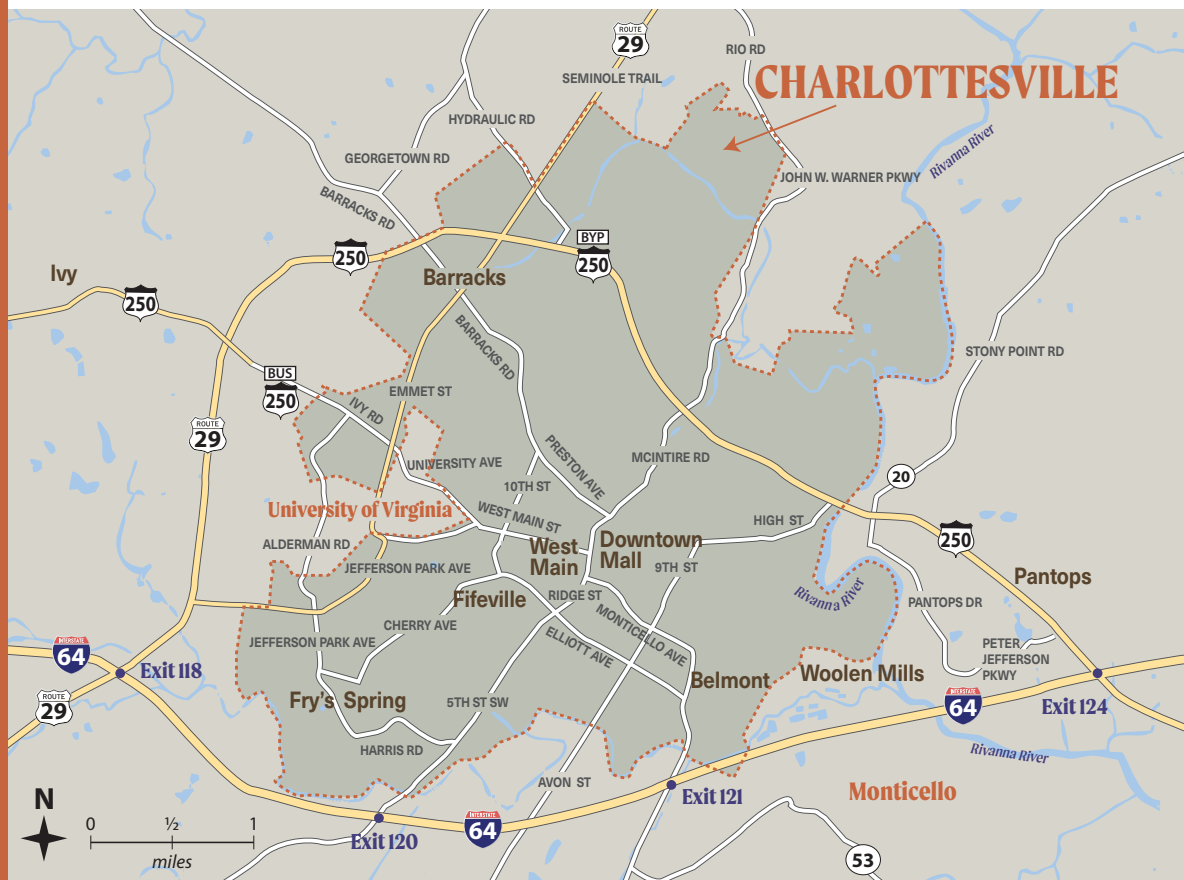 ROUTE
29
RIO RD
SEMINOLE TRAIL
CHARLOTTESVILLE
HYDRAULIC RD
Rivanna River
GEORGETOWN RD
JOHN W. WARNER PKWY
BARRACKS RD
BYP
250
250
Ivy
250
Barracks
BARRACKS RD
STONY POINT RD
BUS
250
EMMET ST
IVY RD
ROUTE
29
UNIVERSITY AVE
PRESTON AVE
MCINTIRE RD
20
10TH ST
University of Virginia
WEST MAIN ST
HIGH ST
250
ALDERMAN RD
West
Main
Downtown
Mall
JEFFERSON PARK AVE
9TH ST
Pantops
Fifeville
RIDGE ST
Rivanna River
PANTOPS DR
CHERRY AVE
MONTICELLO AVE
JEFFERSON PARK AVE
ELLIOTT AVE
PETER
JEFFERSON
PKWY
INTERSTATE
64
Exit 118
Belmont
Woolen Mills
ROUTE
29
Fry's Spring
5TH ST SW
INTERSTATE
64
Exit 124
HARRIS RD
Rivanna River
AVON ST
Monticello
Exit 121
N
0
½
1
miles
INTERSTATE
64
Exit 120
53